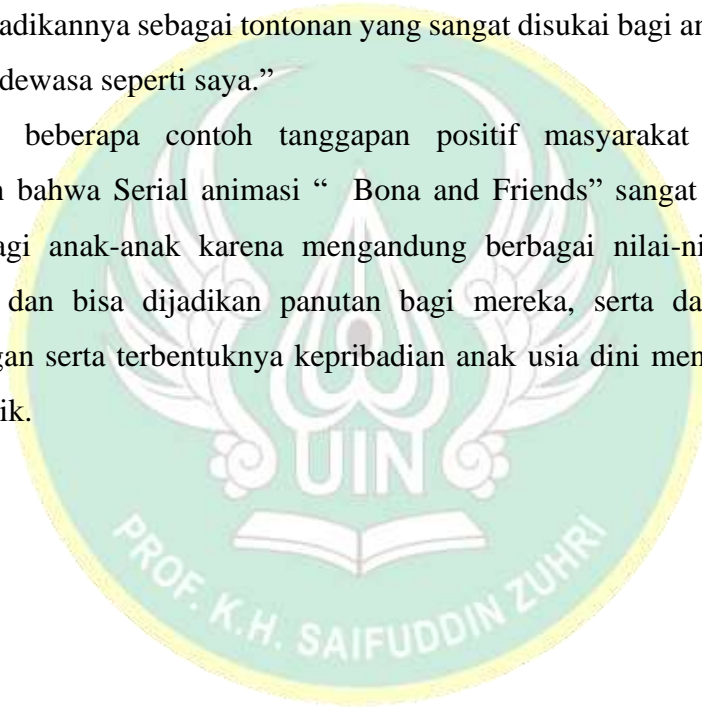 adikannya sebagai tontonan yang sangat disukai bagi an
dewasa seperti saya.”
beberapa contoh tanggapan positif masyarakat
bahwa Serial animasi “ Bona and Friends” sangat
agi anak-anak karena mengandung berbagai nilai-ni
dan bisa dijadikan panutan bagi mereka, serta da
gan serta terbentuknya kepribadian anak usia dini men
ik.
UIN
PROF. K.H. SAIFUDDIN ZUHRI